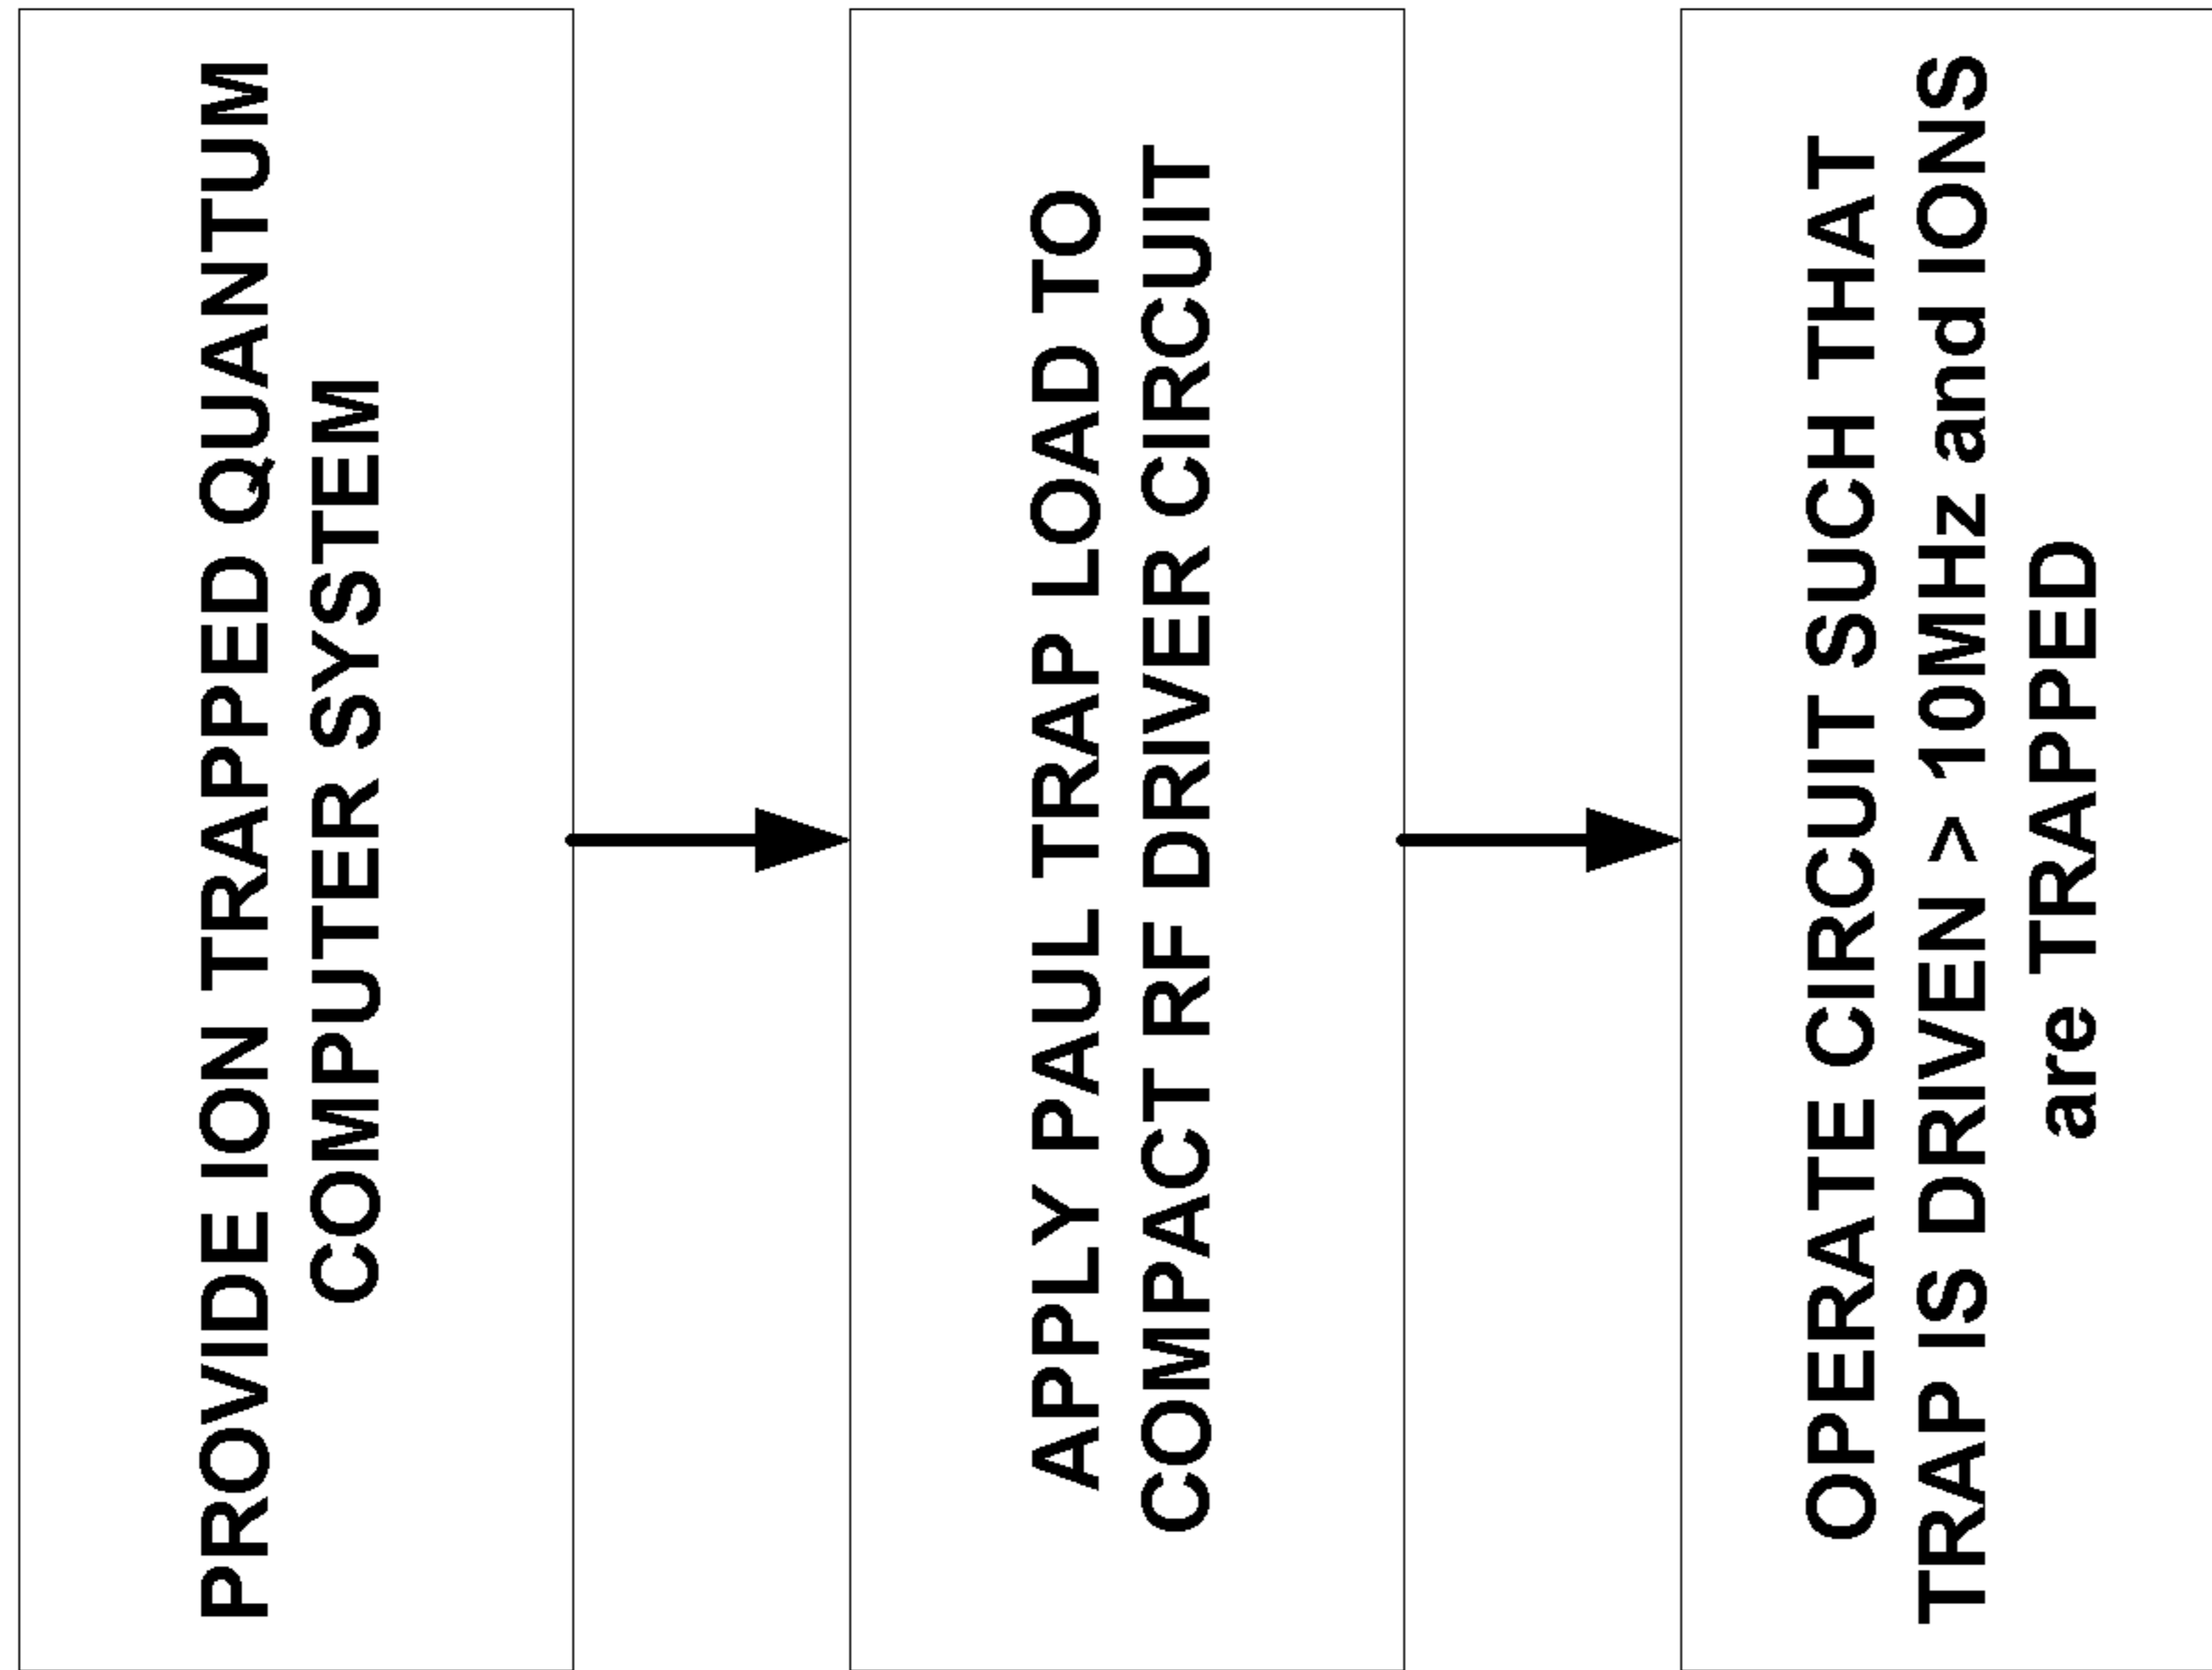 PROVIDE ION TRAPPED QUANTUM
COMPUTER SYSTEM
APPLY PAUL TRAP LOAD TO
COMPACT RF DRIVER CIRCUIT
OPERATE CIRCUIT SUCH THAT
TRAP IS DRIVEN > 10MHz and IONS
are TRAPPED